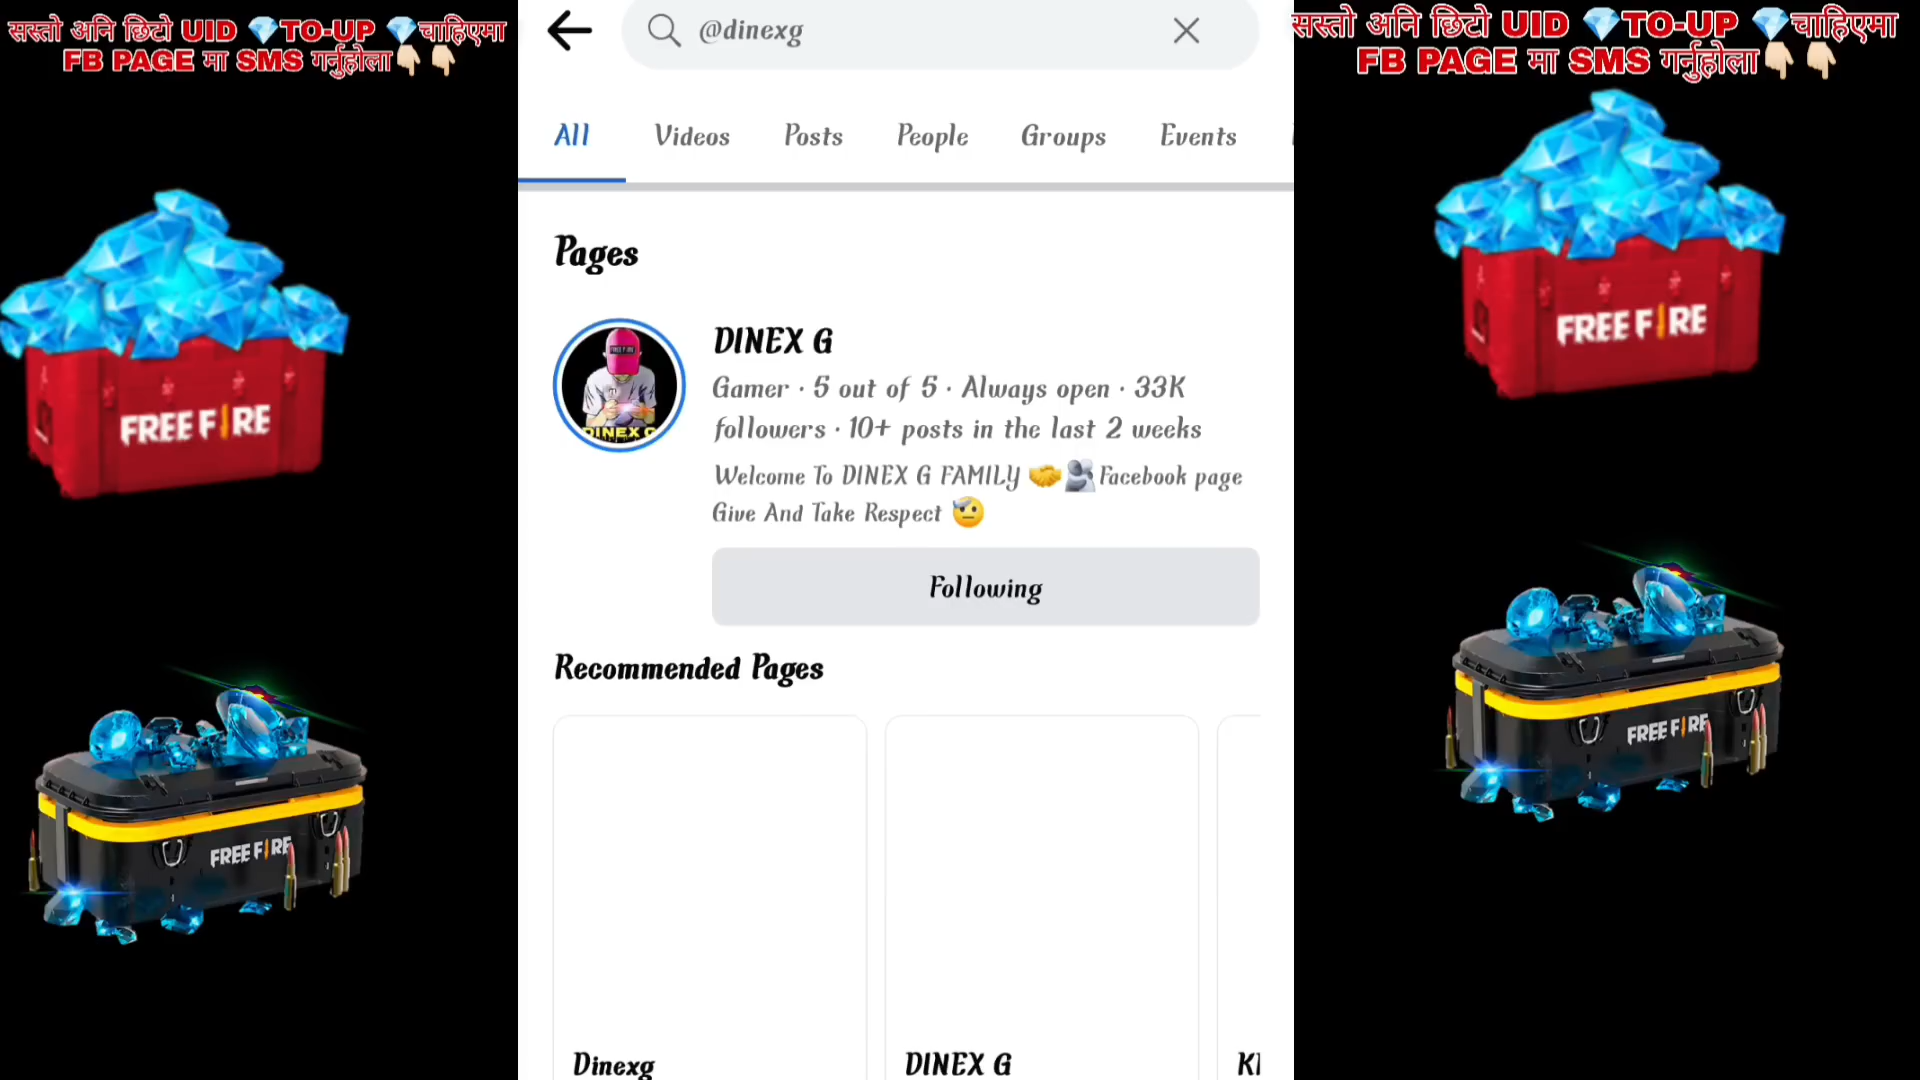 सस्तो अनि छिटो UID 💎TO-UP 💎चाहिएमा
FB PAGE मा SMS गर्नुहोला👇🏻👇🏻
FREE FIRE
FREE FIRE
@dinexg
All Videos Posts People Groups Events
Pages
DINEX G
DINEX G
Gamer · 5 out of 5 · Always open · 33K
followers · 10+ posts in the last 2 weeks
Welcome To DINEX G FAMILY 🤝🫂Facebook page
Give And Take Respect 🫡
Following
Recommended Pages
Dinexg
DINEX G
सस्तो अनि छिटो UID 💎TO-UP 💎चाहिएमा
FB PAGE मा SMS गर्नुहोला👇🏻👇🏻
FREE FIRE
FREE FIRE